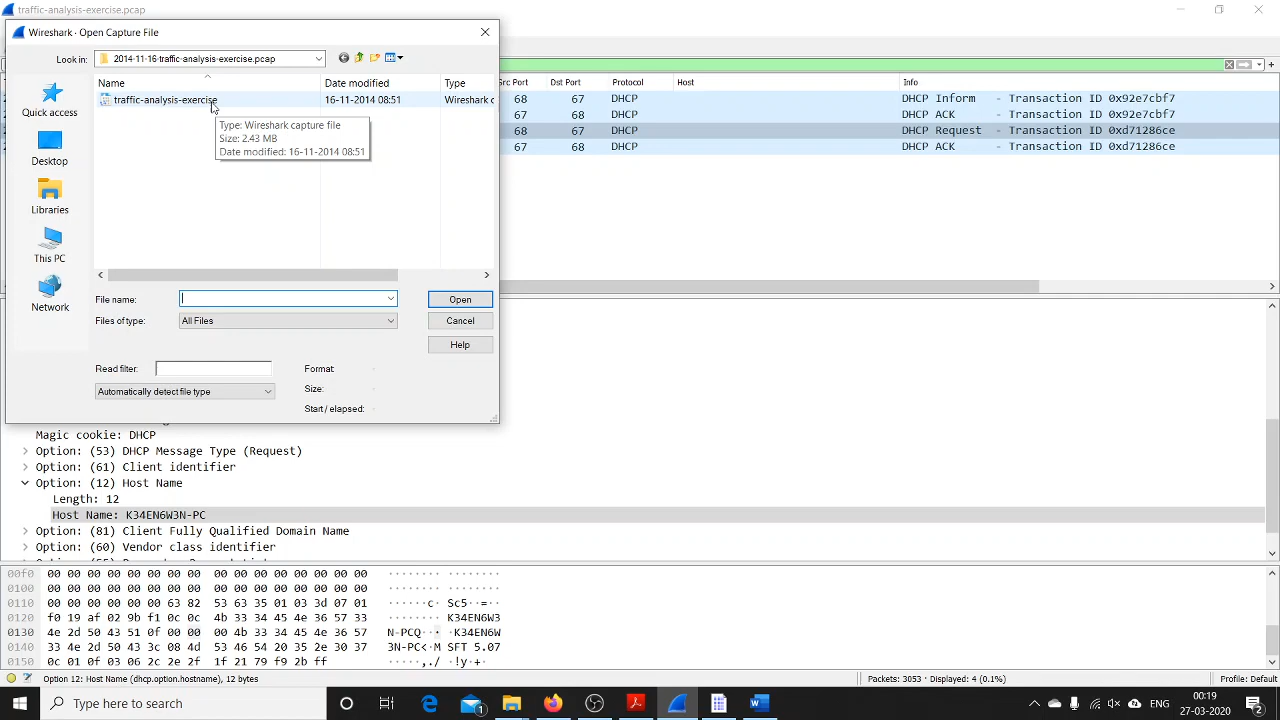 traffic-analysis-exercise.pcap
Wireshark · Open Capture File
Look in: 2014-11-16-traffic-analysis-exercise.pcap
Name Date modified Type
traffic-analysis-exercise 16-11-2014 08:51 Wireshark c
Type: Wireshark capture file
Size: 2.43 MB
Date modified: 16-11-2014 08:51
Quick access
Desktop
Libraries
This PC
Network
File name: Open
Files of type: All Files Cancel
Help
Read filter: Format: -
Automatically detect file type Size: -
Start / elapsed: -
Src Port Dst Port Protocol Host Info
68 67 DHCP DHCP Inform - Transaction ID 0x92e7cbf7
67 68 DHCP DHCP ACK - Transaction ID 0x92e7cbf7
68 67 DHCP DHCP Request - Transaction ID 0xd71286ce
67 68 DHCP DHCP ACK - Transaction ID 0xd71286ce
Magic cookie: DHCP
Option: (53) DHCP Message Type (Request)
Option: (61) Client identifier
Option: (12) Host Name
Length: 12
Host Name: K34EN6W3N-PC
Option: (81) Client Fully Qualified Domain Name
Option: (60) Vendor class identifier
00f0 00 00 00 00 00 00 00 00 00 00 00 00 00 00 00 00 ········ ········
0100 00 00 00 00 00 00 00 00 00 00 00 00 00 00 00 00 ········ ········
0110 00 00 00 00 00 00 63 82 53 63 35 01 03 3d 07 01 ······c· Sc5··=··
0120 f0 19 af 02 9b f1 0c 0c 4b 33 34 45 4e 36 57 33 ········ K34EN6W3
0130 4e 2d 50 43 51 0f 00 00 00 4b 33 34 45 4e 36 57 N-PCQ··· ·K34EN6W
0140 33 4e 2d 50 43 3c 08 4d 53 46 54 20 35 2e 30 37 3N-PC<·M SFT 5.07
0150 0c 01 0f 03 06 2c 2e 2f 1f 21 79 f9 2b ff ·····,./ ·!y·+·
Option 12: Host Name (dhcp.option.hostname), 12 bytes Packets: 3053 · Displayed: 4 (0.1%) Profile: Default
Type here to search 1 ENG 00:19
27-03-2020 2